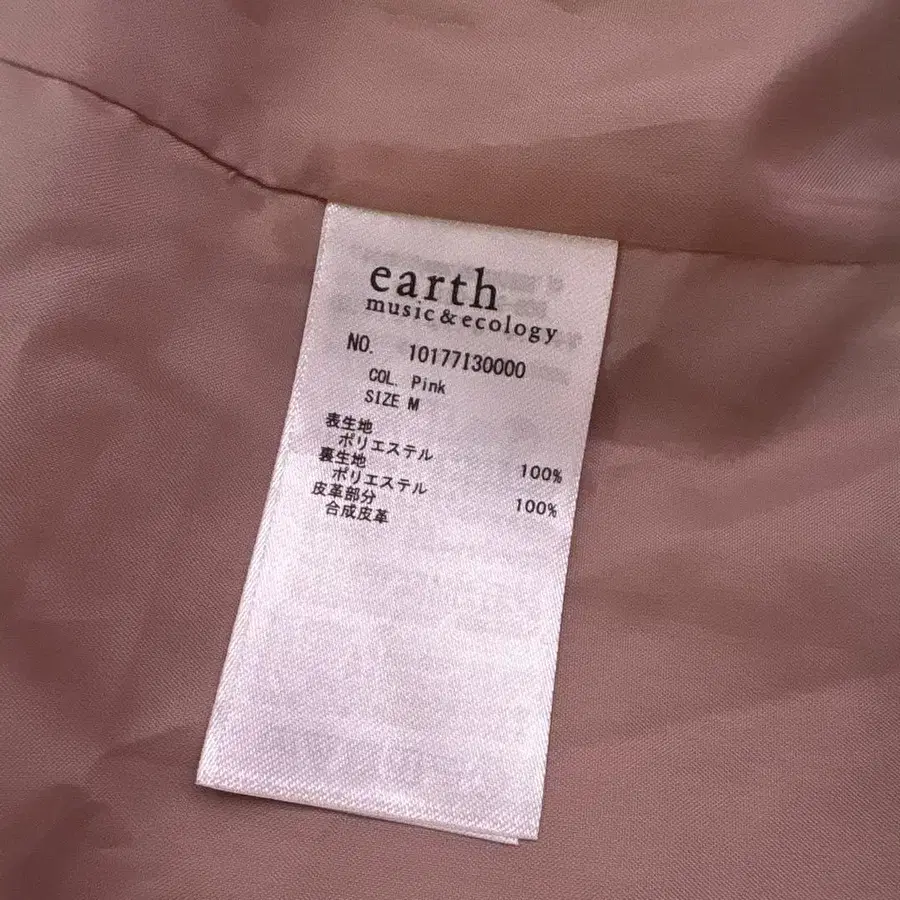 earth
music&ecology
NO. 10177I30000
COL. Pink
SIZE M
表生地
ポリエステル 100%
裏生地
ポリエステル 100%
皮革部分
合成皮革